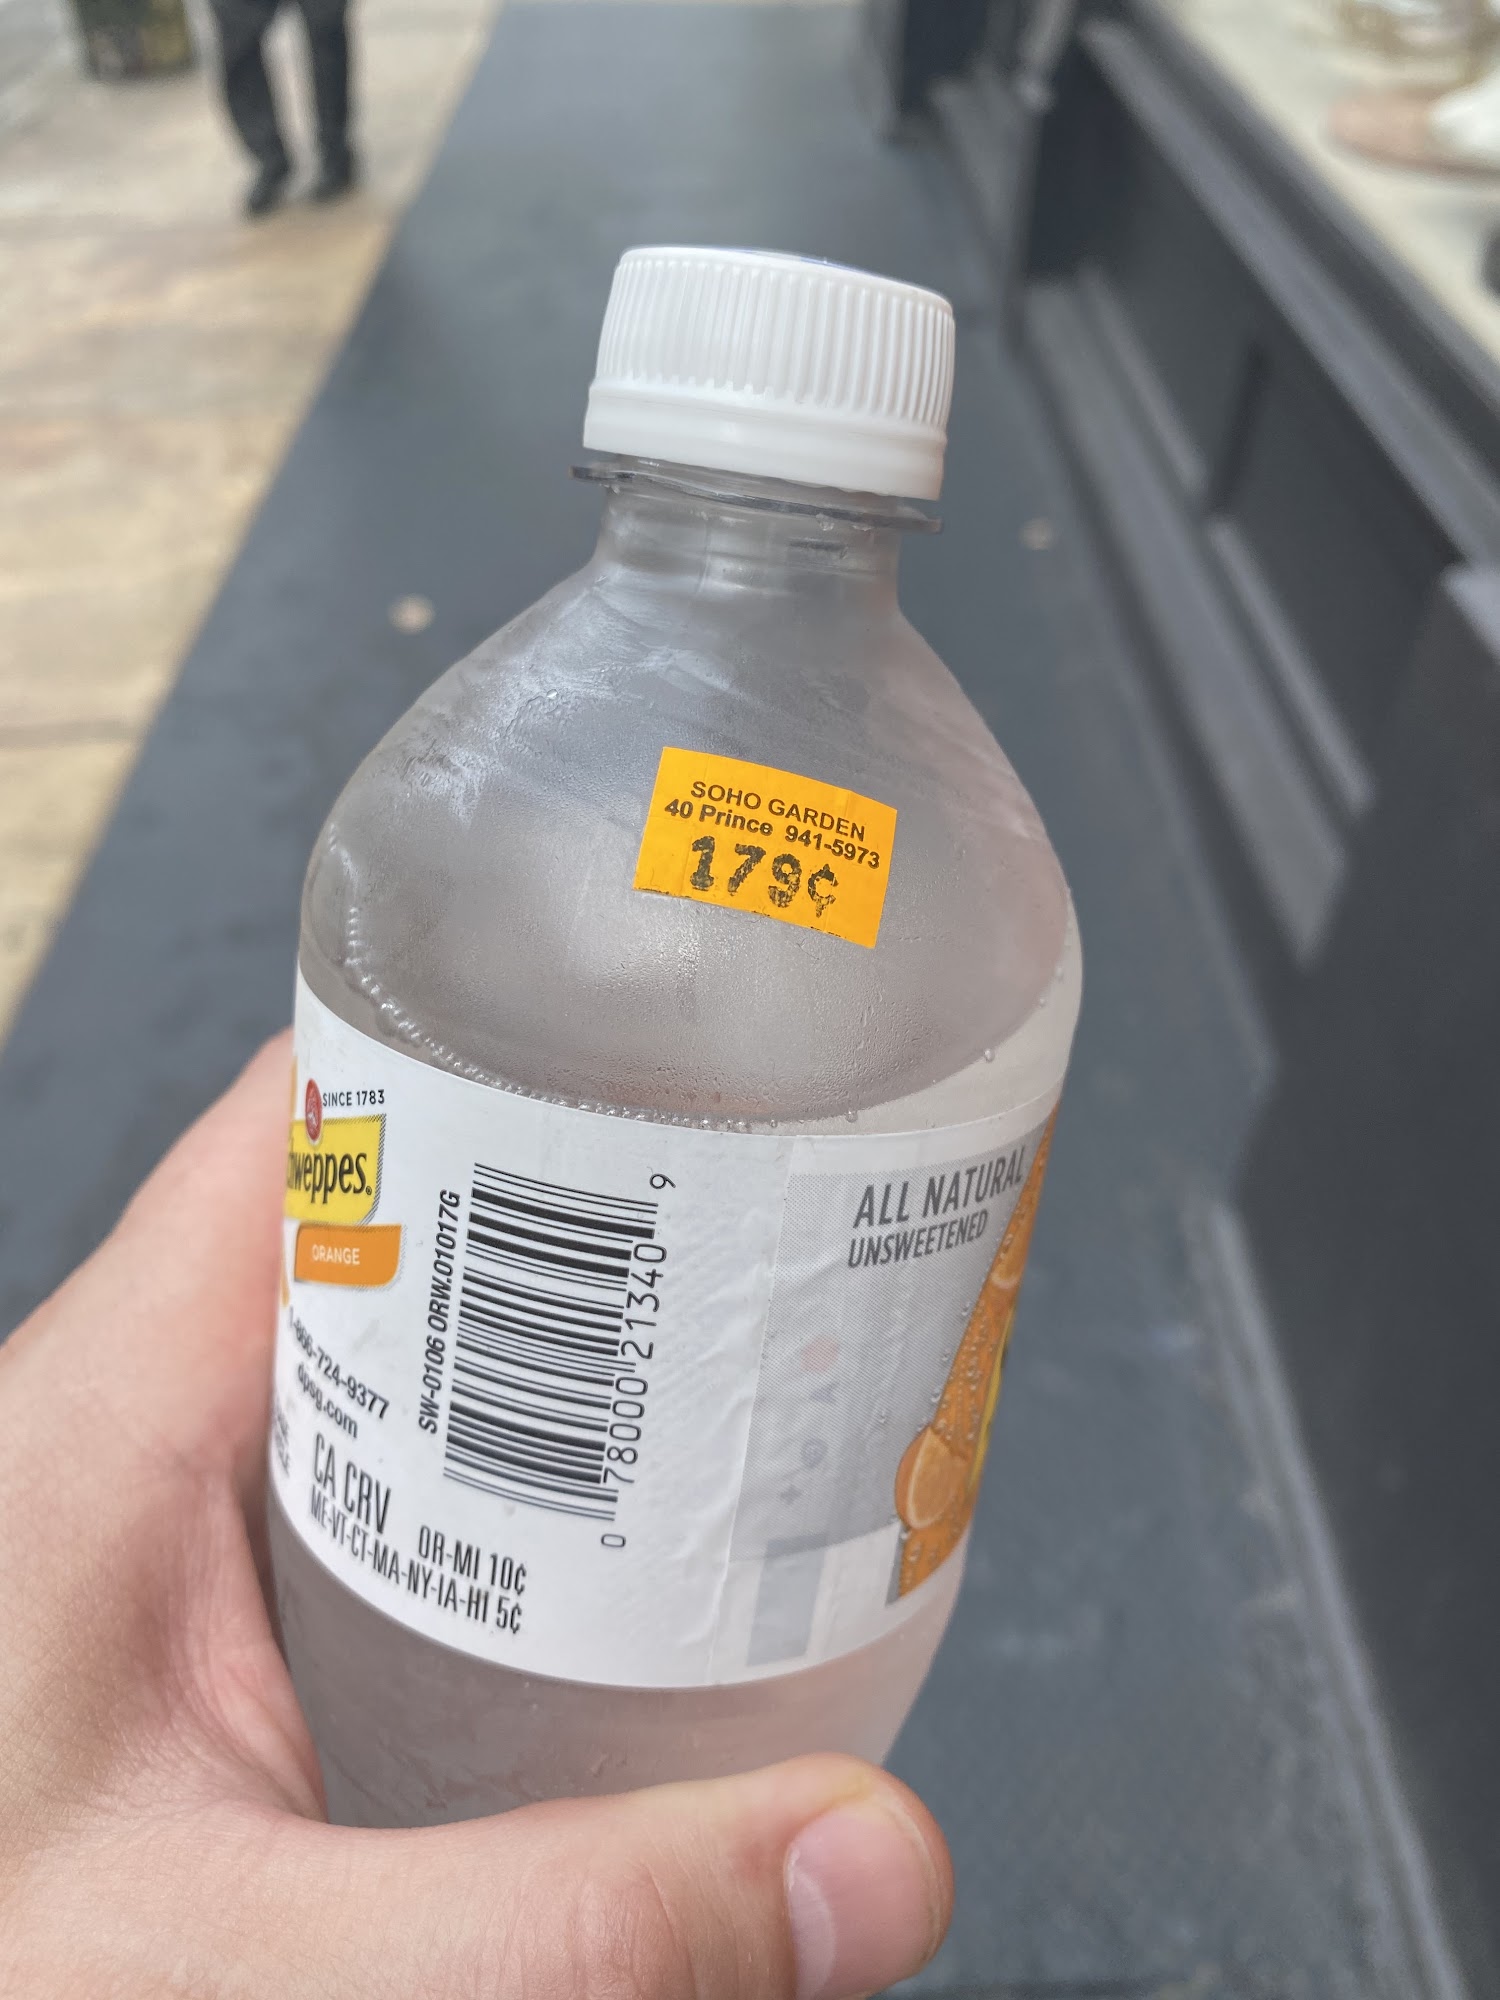 SOHO GARDEN
40 Prince 941-5973
179¢
SINCE 1783
ORANGE
1-866-724-9377
dpsg.com
CA CRV
OR-MI 10¢
ME-VT-CT-MA-NY-IA-HI 5¢
SW-0106 ORW.01017G
0 78000 21340 9
ALL NATURAL
UNSWEETENED